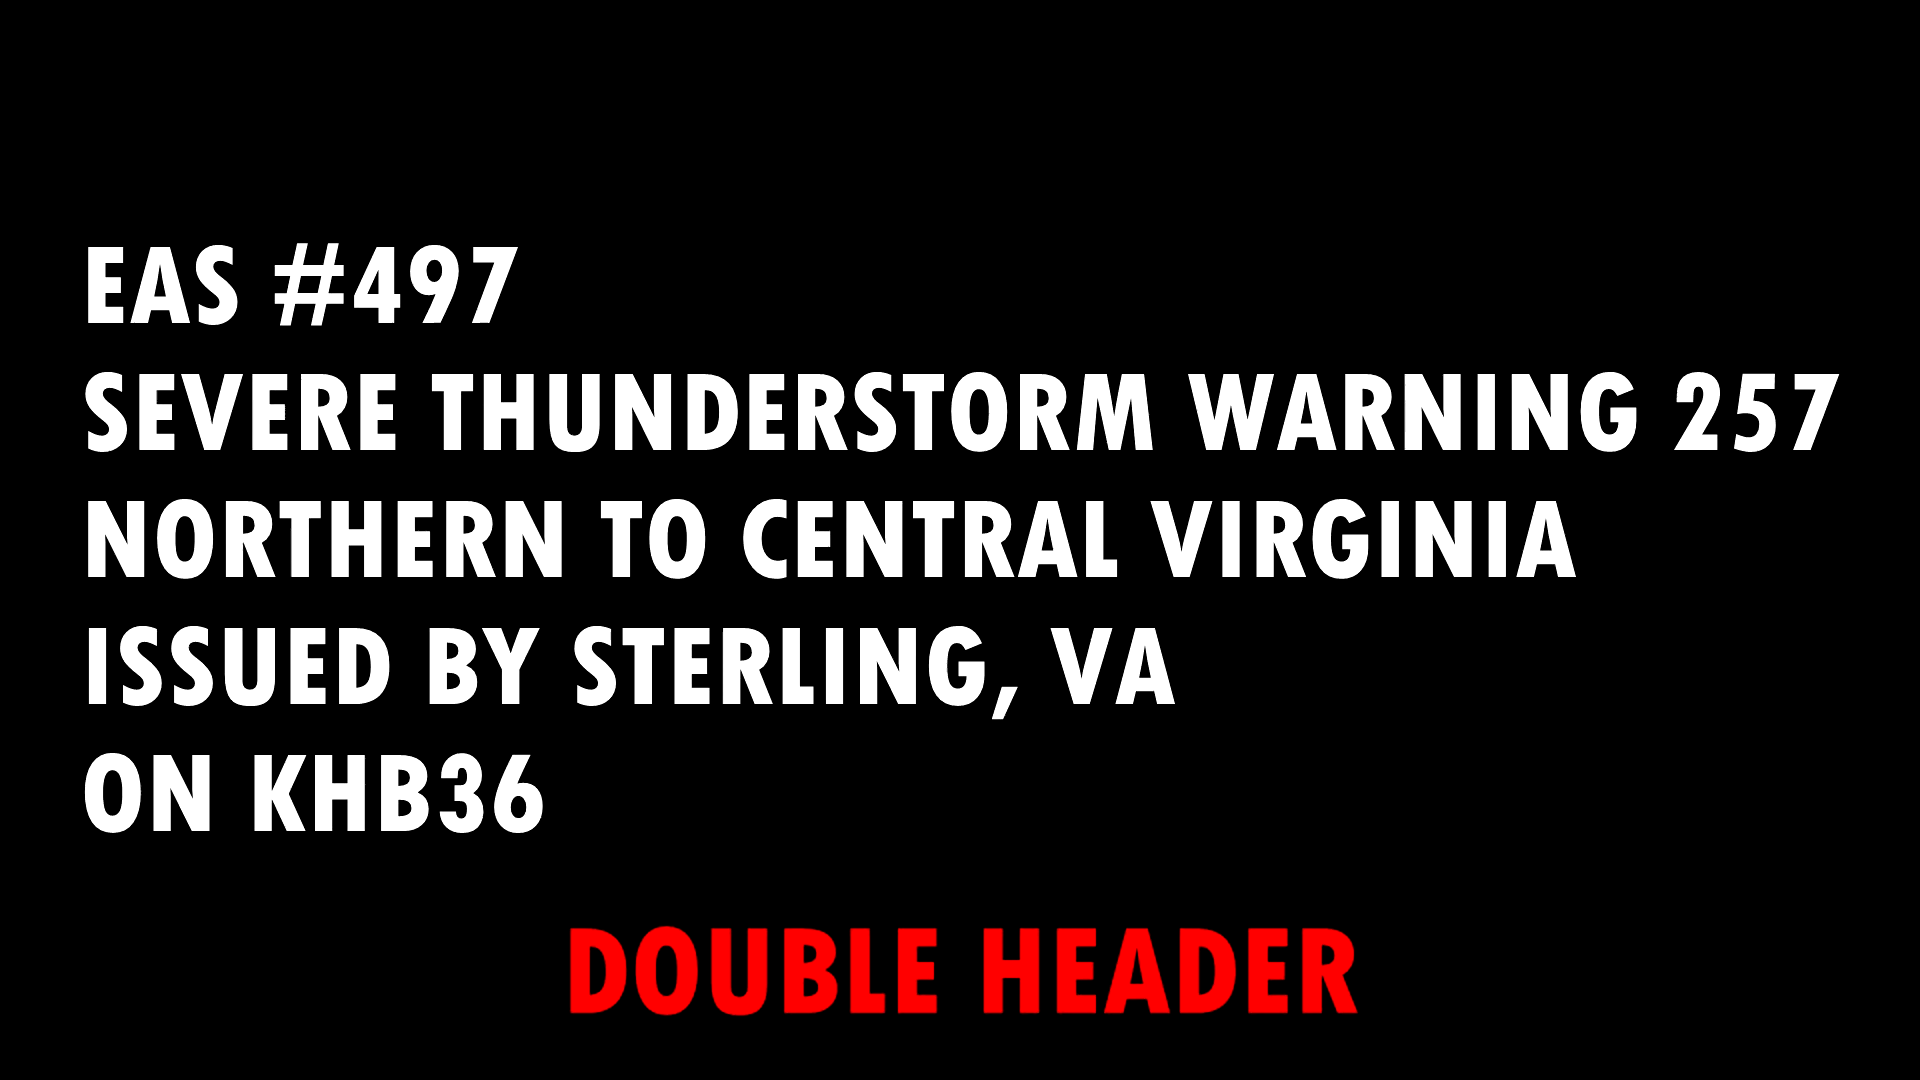 EAS #497
SEVERE THUNDERSTORM WARNING 257
NORTHERN TO CENTRAL VIRGINIA
ISSUED BY STERLING, VA
ON KHB36
DOUBLE HEADER